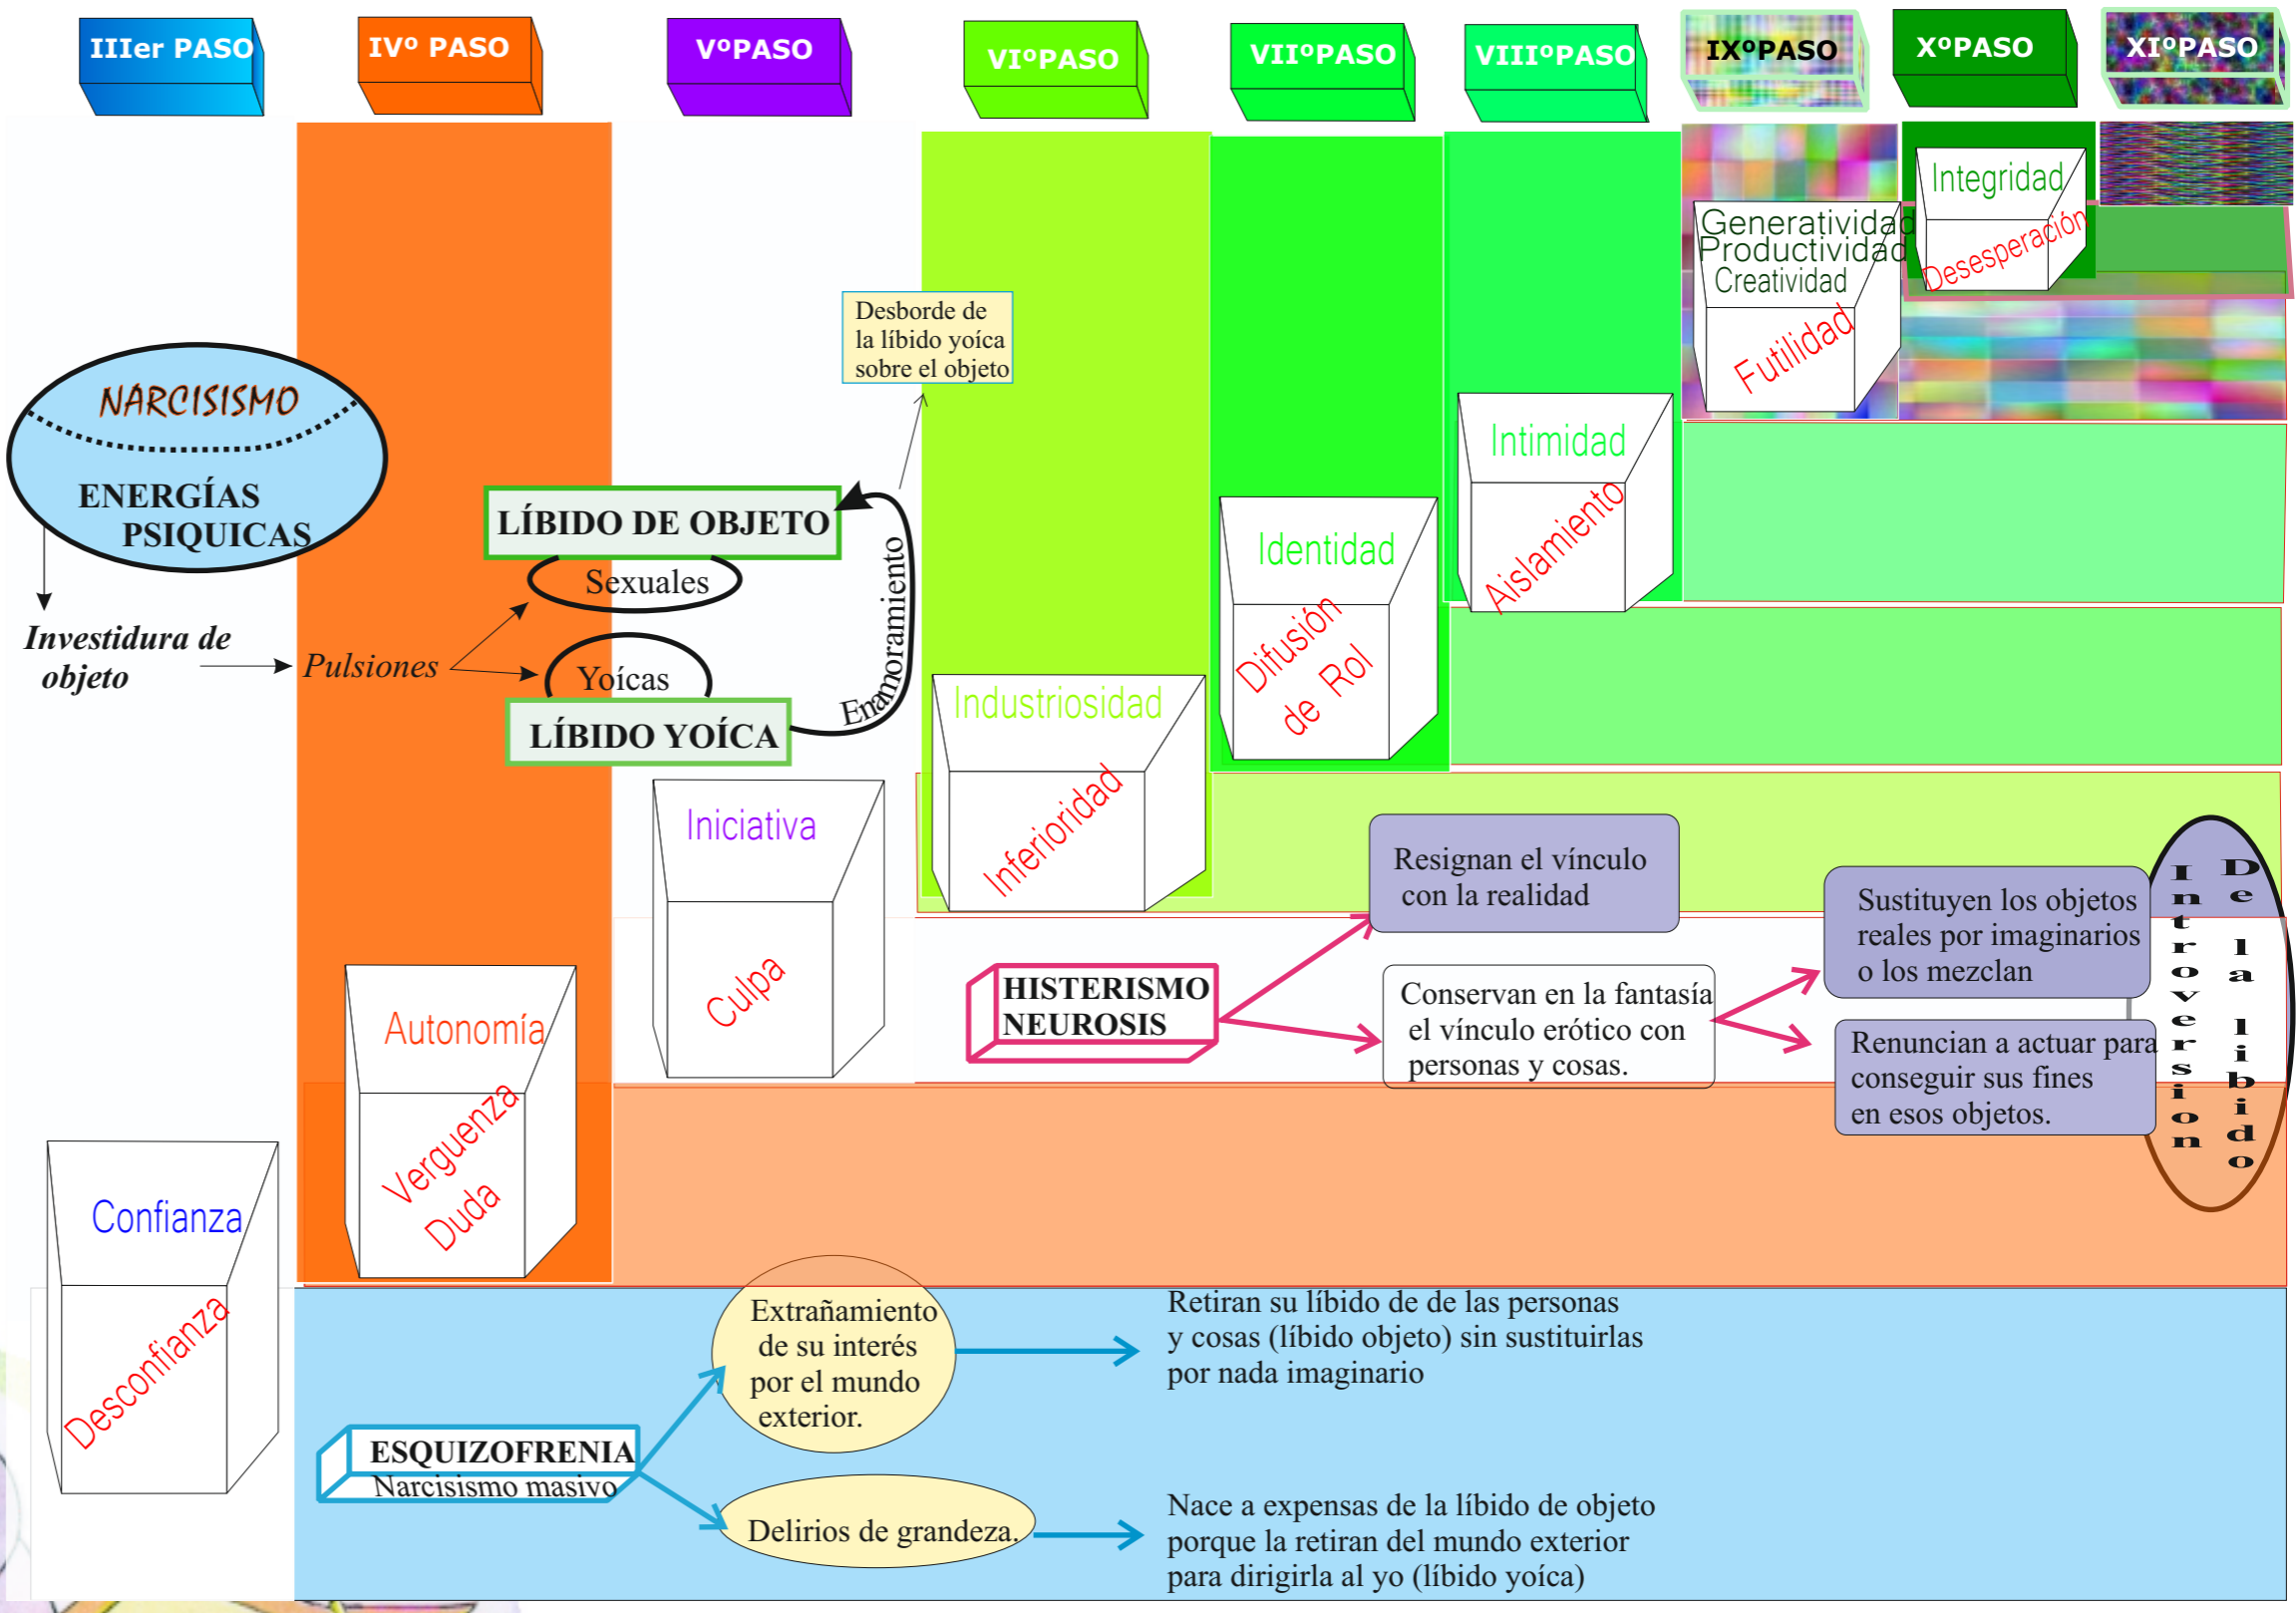 IIIer PASO
IVº PASO
VºPASO
VIºPASO
VIIºPASO
VIIIºPASO
IXºPASO
XºPASO
XIºPASO
Integridad
Desesperación
Generatividad
Productividad
Creatividad
Futilidad
Desborde de
la líbido yoíca
sobre el objeto
NARCISISMO
ENERGÍAS
PSIQUICAS
Investidura de
objeto
Pulsiones
LÍBIDO DE OBJETO
Sexuales
Yoícas
LÍBIDO YOÍCA
Enamoramiento
Intimidad
Aislamiento
Identidad
Difusión
de Rol
Industriosidad
Inferioridad
Iniciativa
Culpa
Autonomía
Verguenza
Duda
Confianza
Desconfianza
HISTERISMO
NEUROSIS
Resignan el vínculo
con la realidad
Conservan en la fantasía
el vínculo erótico con
personas y cosas.
Sustituyen los objetos
reales por imaginarios
o los mezclan
Renuncian a actuar para
conseguir sus fines
en esos objetos.
Introversion
De la libido
ESQUIZOFRENIA
Narcisismo masivo
Extrañamiento
de su interés
por el mundo
exterior.
Retiran su líbido de de las personas
y cosas (líbido objeto) sin sustituirlas
por nada imaginario
Delirios de grandeza.
Nace a expensas de la líbido de objeto
porque la retiran del mundo exterior
para dirigirla al yo (líbido yoíca)